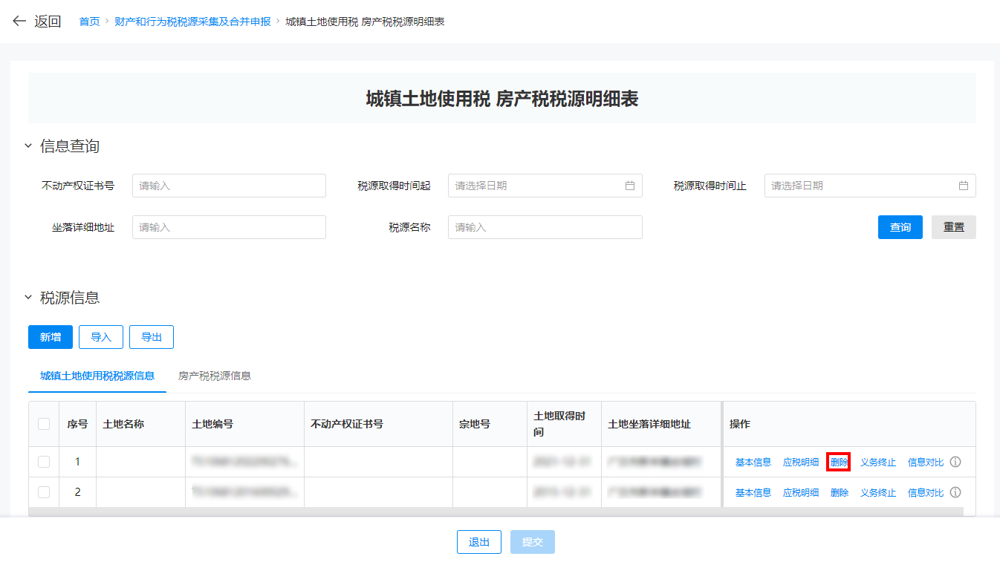 返回 首页 > 财产和行为税税源采集及合并申报 > 城镇土地使用税 房产税税源明细表
城镇土地使用税 房产税税源明细表
信息查询
不动产权证书号 请输入 税源取得时间起 请选择日期 税源取得时间止 请选择日期
坐落详细地址 请输入 税源名称 请输入 查询 重置
税源信息
新增 导入 导出
城镇土地使用税税源信息 房产税税源信息
序号 土地名称 土地编号 不动产权证书号 宗地号 土地取得时间 土地坐落详细地址 操作
1 基本信息 应税明细 删除 义务终止 信息对比
2 基本信息 应税明细 删除 义务终止 信息对比
退出 提交